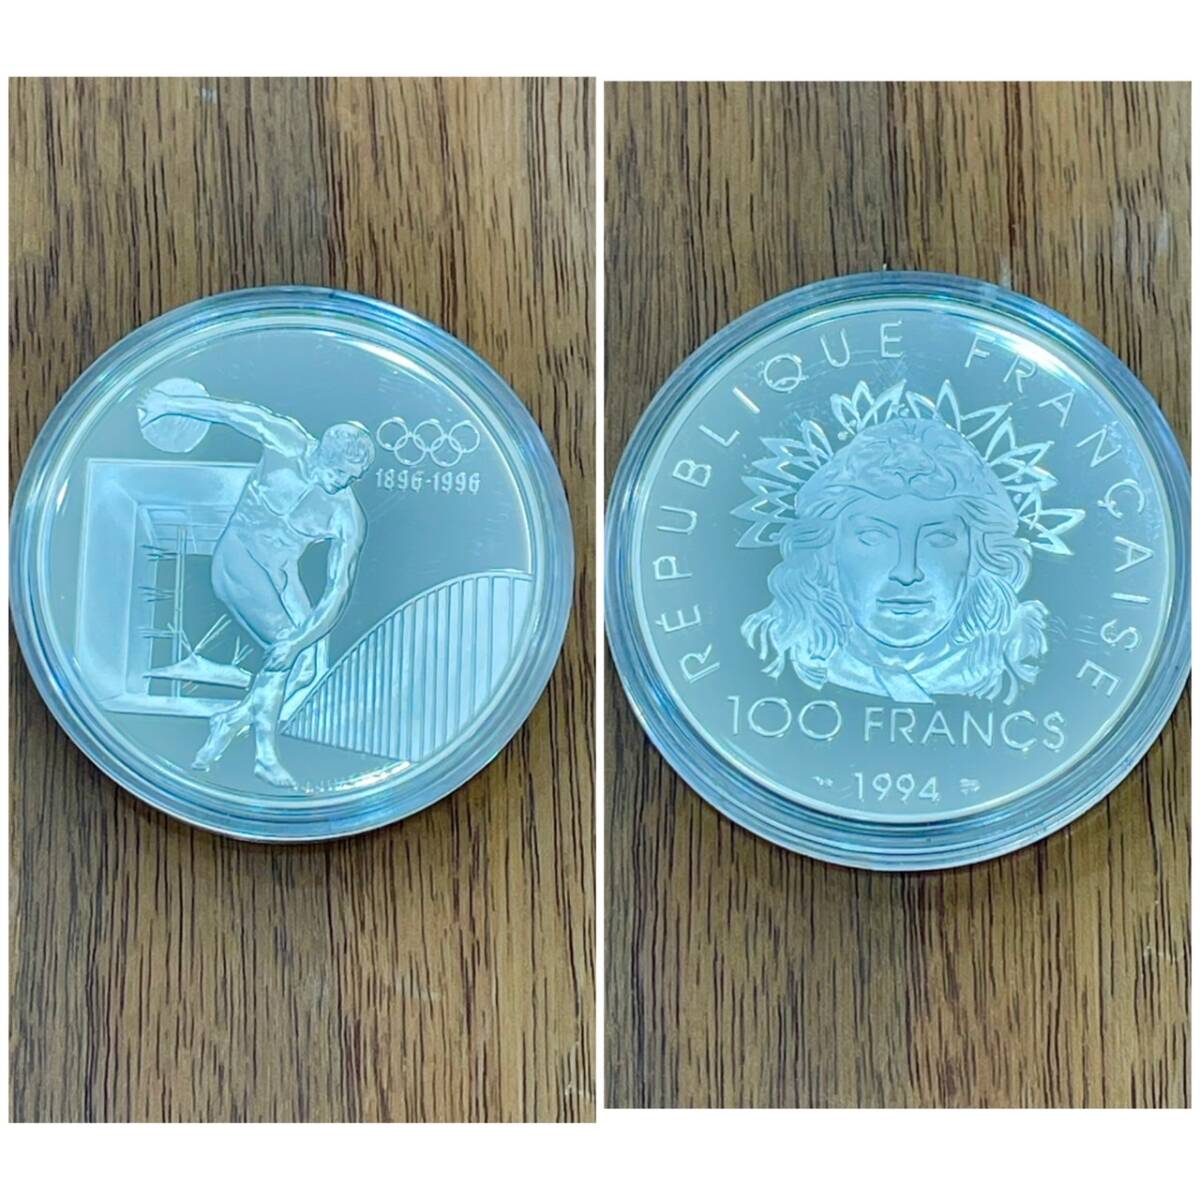 1896-1996
RÉPUBLIQUE FRANÇAISE
100 FRANCS
1994